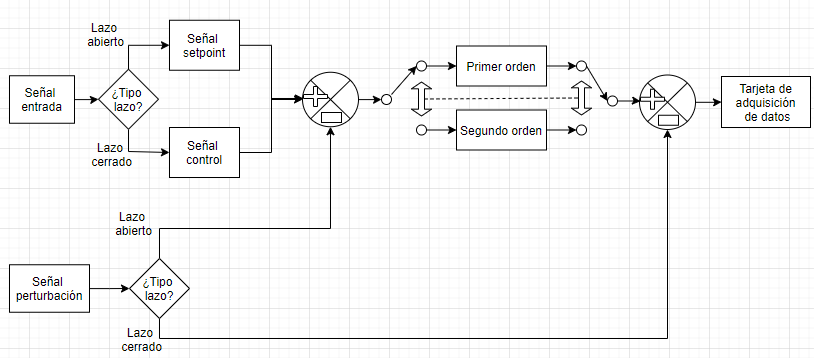 Lazo
abierto
Señal
setpoint
Señal
entrada
¿Tipo
lazo?
Lazo
cerrado
Señal
control
Primer orden
Segundo orden
Tarjeta de
adquisición
de datos
Lazo
abierto
Señal
perturbación
¿Tipo
lazo?
Lazo
cerrado